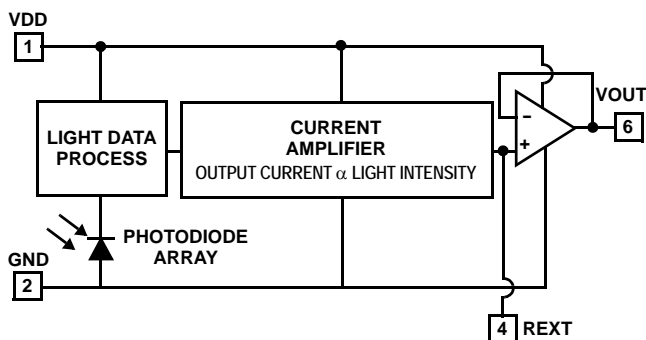 VDD
1
LIGHT DATA
PROCESS
CURRENT
AMPLIFIER
OUTPUT CURRENT α LIGHT INTENSITY
-
+
VOUT
6
PHOTODIODE
ARRAY
GND
2
4 REXT